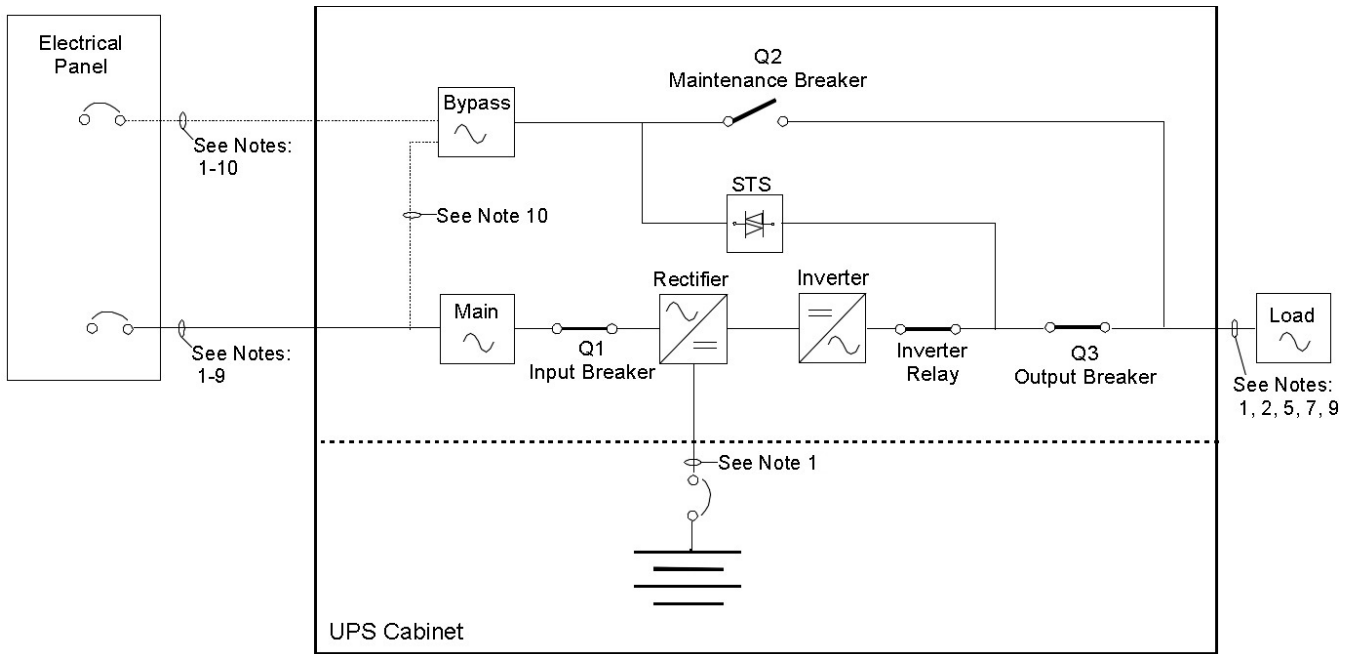 Electrical
Panel
Q2
Maintenance Breaker
Bypass
See Notes:
1-10
STS
See Note 10
Rectifier
Inverter
Main
Load
See Notes:
1-9
Q1
Input Breaker
Inverter
Relay
Q3
Output Breaker
See Notes:
1, 2, 5, 7, 9
See Note 1
UPS Cabinet